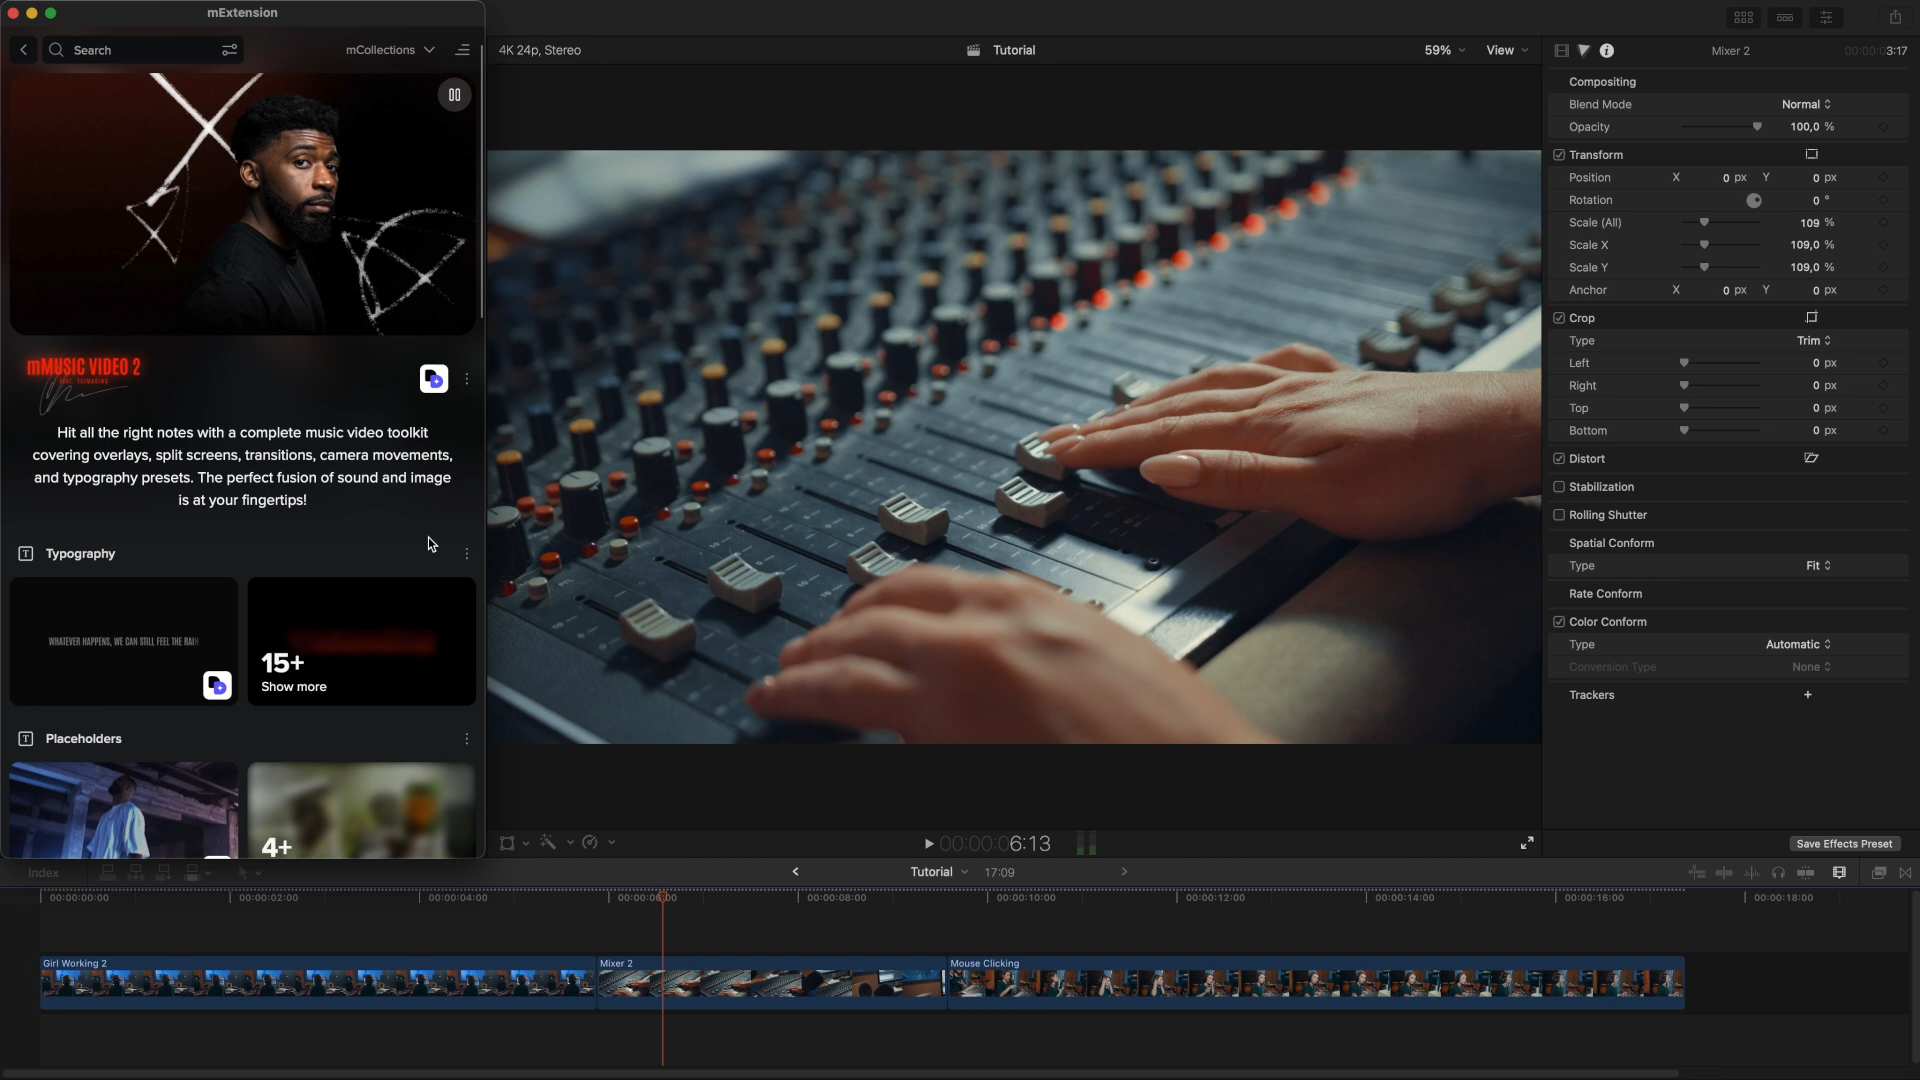 mExtension
Search
mCollections
4K 24p, Stereo
Tutorial
59%
View
Mixer 2
00:00:03:17
mMUSIC VIDEO 2
Hit all the right notes with a complete music video toolkit
covering overlays, split screens, transitions, camera movements,
and typography presets. The perfect fusion of sound and image
is at your fingertips!
Typography
WHATEVER HAPPENS, WE CAN STILL FEEL THE RAIN
15+
Show more
Placeholders
4+
Compositing
Blend Mode Normal
Opacity 100,0 %
Transform
Position X 0 px Y 0 px
Rotation 0 °
Scale (All) 109 %
Scale X 109,0 %
Scale Y 109,0 %
Anchor X 0 px Y 0 px
Crop
Type Trim
Left 0 px
Right 0 px
Top 0 px
Bottom 0 px
Distort
Stabilization
Rolling Shutter
Spatial Conform
Type Fit
Rate Conform
Color Conform
Type Automatic
Conversion Type None
Trackers +
00:00:06:13
Save Effects Preset
Index
Tutorial 17:09
00:00:00:00
00:00:02:00
00:00:04:00
00:00:06:00
00:00:08:00
00:00:10:00
00:00:12:00
00:00:14:00
00:00:16:00
00:00:18:00
Girl Working 2
Mixer 2
Mouse Clicking